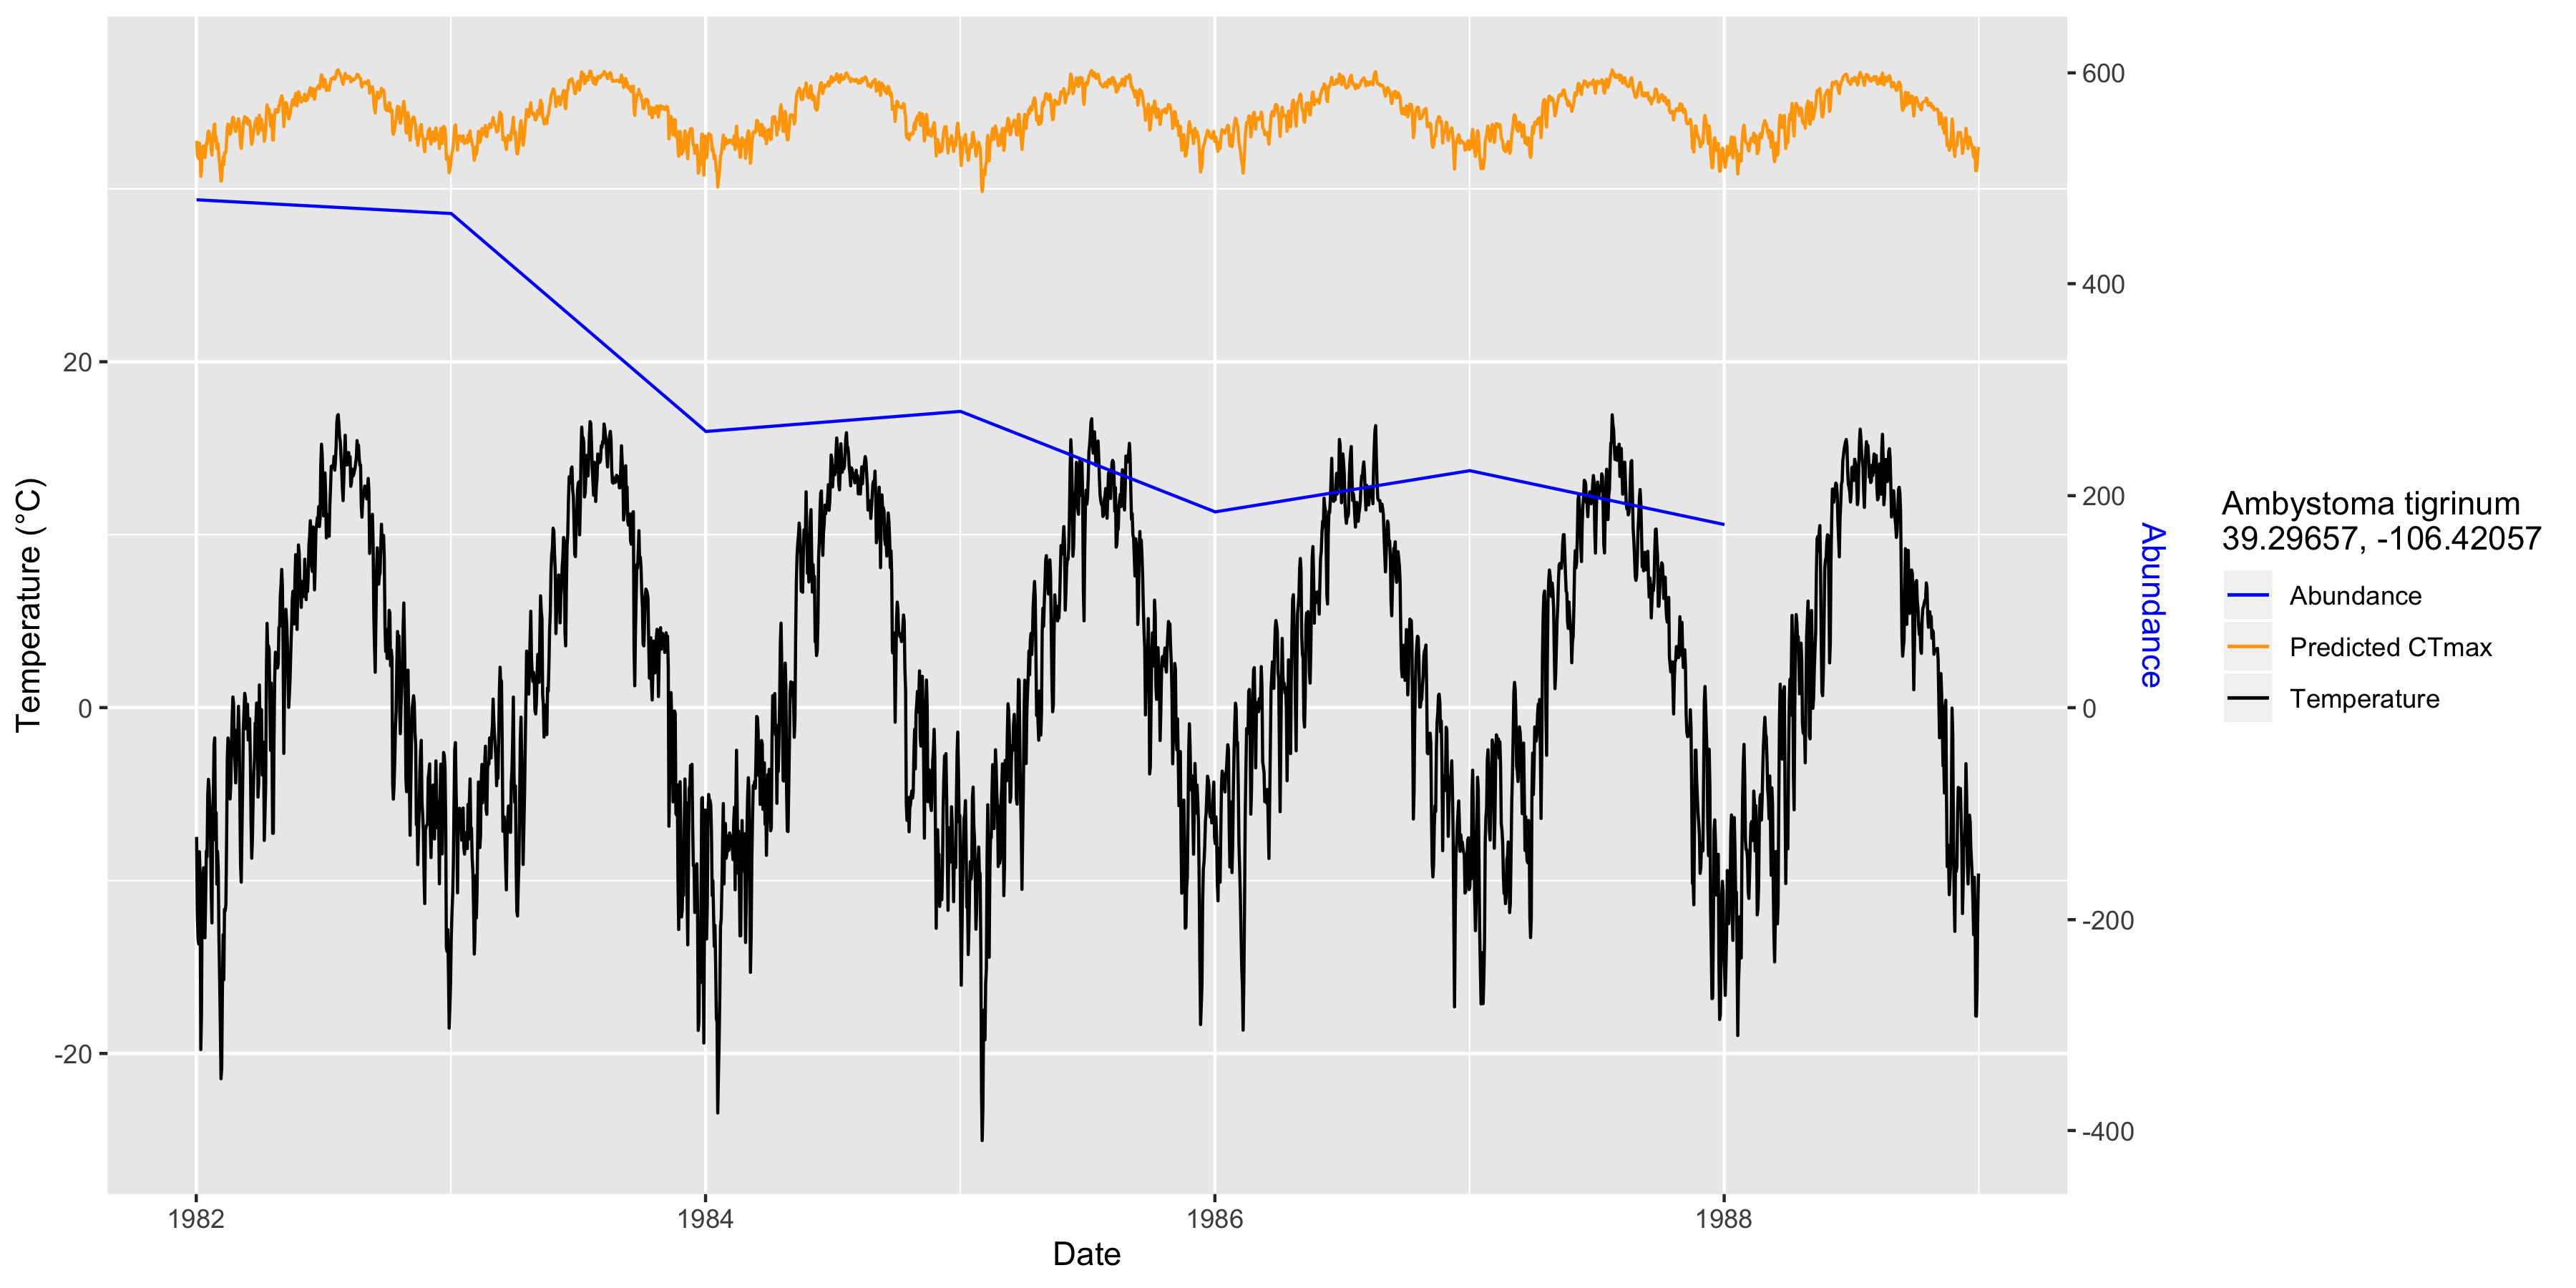 Temperature (°C)
20
0
-20
1982
1984
1986
1988
Date
600
400
200
0
-200
-400
Abundance
Ambystoma tigrinum
39.29657, -106.42057
Abundance
Predicted CTmax
Temperature